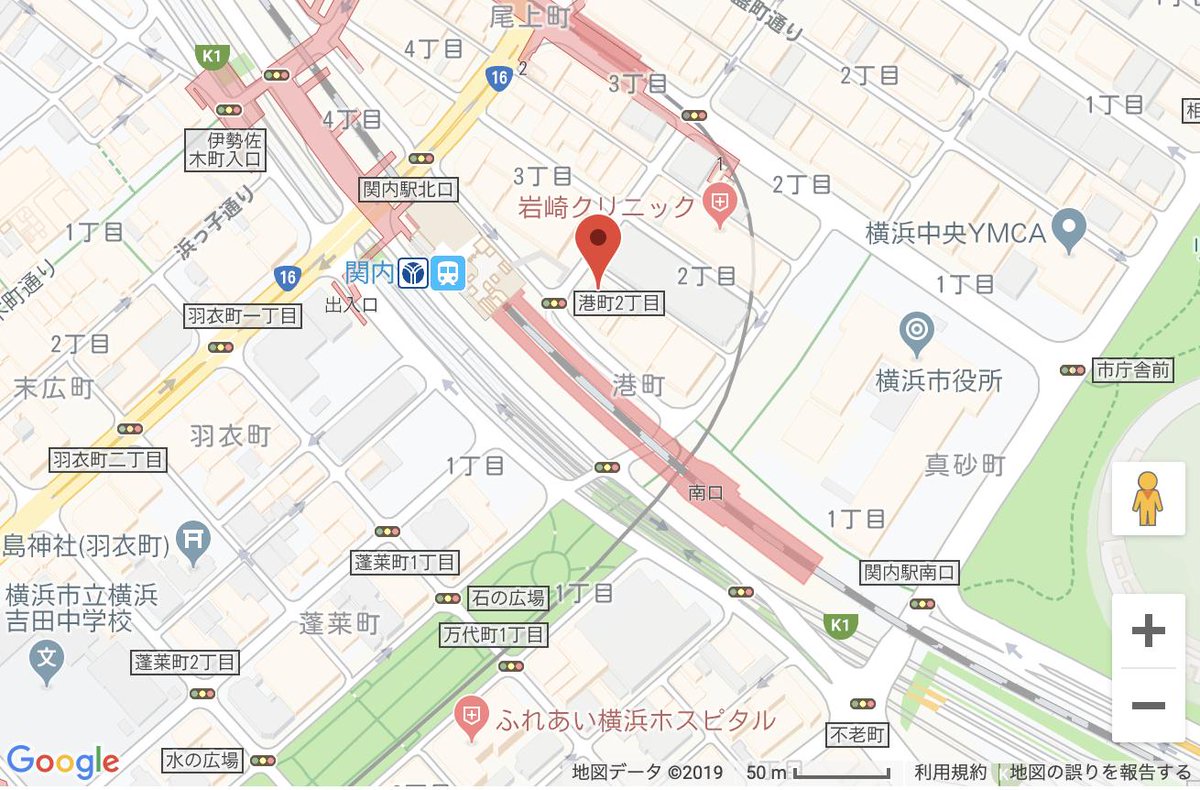 尾上町
盛町通り
K1
4丁目
16
2
3丁目
2丁目
1丁目
4丁目
伊勢佐
木町入口
関内駅北口
3丁目
1
2丁目
岩崎クリニック
浜っ子通り
1丁目
横浜中央YMCA
木町通り
関内
16
出入口
2丁目
1丁目
羽衣町一丁目
港町2丁目
2丁目
末広町
港町
横浜市役所
市庁舎前
羽衣町
羽衣町二丁目
1丁目
真砂町
南口
1丁目
島神社(羽衣町)
蓬莱町1丁目
関内駅南口
横浜市立横浜
吉田中学校
文
石の広場
1丁目
蓬莱町
万代町1丁目
K1
蓬莱町2丁目
ふれあい横浜ホスピタル
不老町
水の広場
Google
地図データ ©2019
50 m
利用規約
地図の誤りを報告する